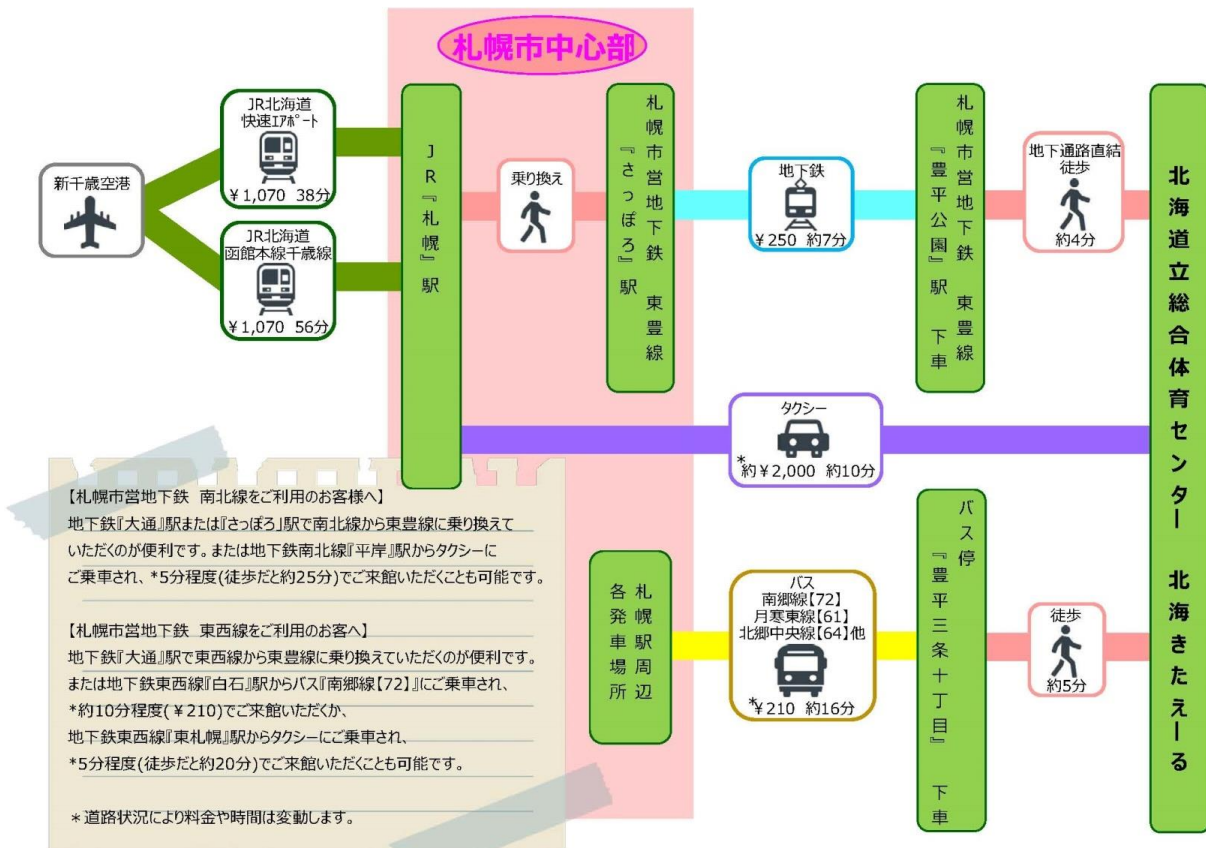 札幌市中心部
新千歳空港
JR北海道
快速エアポート
¥1,070 38分
JR北海道
函館本線千歳線
¥1,070 56分
JR『札幌』駅
乗り換え
札幌市営地下鉄 東豊線
『さっぽろ』駅
地下鉄
¥250 約7分
札幌市営地下鉄 東豊線
『豊平公園』駅 下車
地下通路直結
徒歩
約4分
北海道立総合体育センター 北海きたえーる
タクシー
*約¥2,000 約10分
札幌駅周辺
各発車場所
バス
南郷線【72】
月寒東線【61】
北郷中央線【64】他
*¥210 約16分
バス停
『豊平三条十丁目』 下車
徒歩
約5分
【札幌市営地下鉄 南北線をご利用のお客様へ】
地下鉄『大通』駅または『さっぽろ』駅で南北線から東豊線に乗り換えて
いただくのが便利です。または地下鉄南北線『平岸』駅からタクシーに
ご乗車され、*5分程度(徒歩だと約25分)でご来館いただくことも可能です。
【札幌市営地下鉄 東西線をご利用のお客へ】
地下鉄『大通』駅で東西線から東豊線に乗り換えていただくのが便利です。
または地下鉄東西線『白石』駅からバス『南郷線【72】』にご乗車され、
*約10分程度(¥210)でご来館いただくか、
地下鉄東西線『東札幌』駅からタクシーにご乗車され、
*5分程度(徒歩だと約20分)でご来館いただくことも可能です。
*道路状況により料金や時間は変動します。